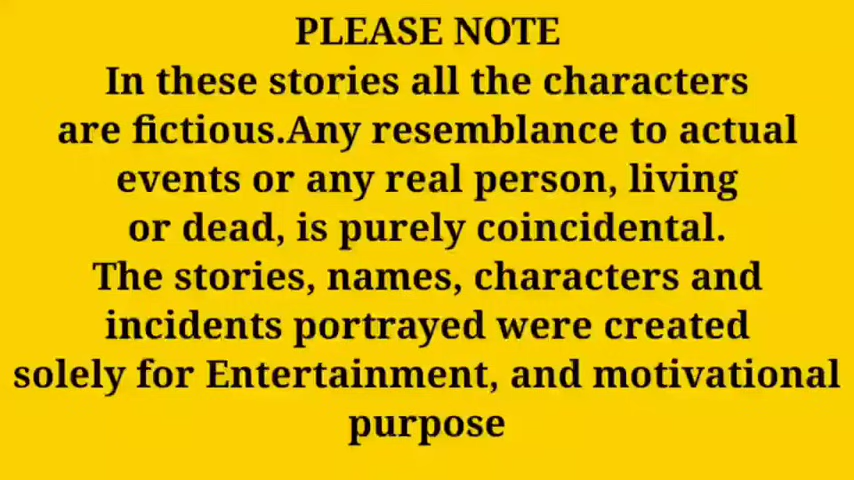 PLEASE NOTE
In these stories all the characters
are fictious.Any resemblance to actual
events or any real person, living
or dead, is purely coincidental.
The stories, names, characters and
incidents portrayed were created
solely for Entertainment, and motivational
purpose